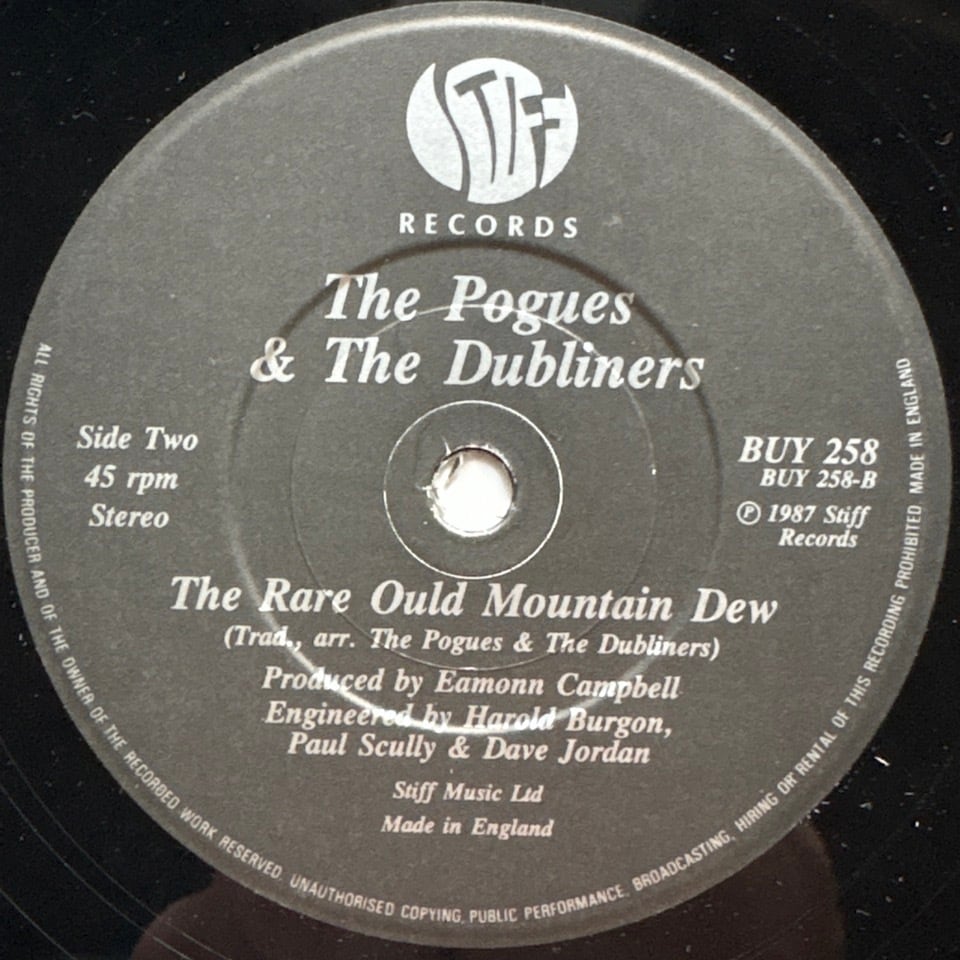 STIFF
RECORDS
The Pogues
& The Dubliners
Side Two
45 rpm
Stereo
BUY 258
BUY 258-B
℗ 1987 Stiff
Records
The Rare Ould Mountain Dew
(Trad., arr. The Pogues & The Dubliners)
Produced by Eamonn Campbell
Engineered by Harold Burgon,
Paul Scully & Dave Jordan
Stiff Music Ltd
Made in England
ALL RIGHTS OF THE PRODUCER AND OF THE OWNER OF THE RECORDED WORK RESERVED. UNAUTHORISED COPYING, PUBLIC PERFORMANCE, BROADCASTING, HIRING OR RENTAL OF THIS RECORDING PROHIBITED. MADE IN ENGLAND